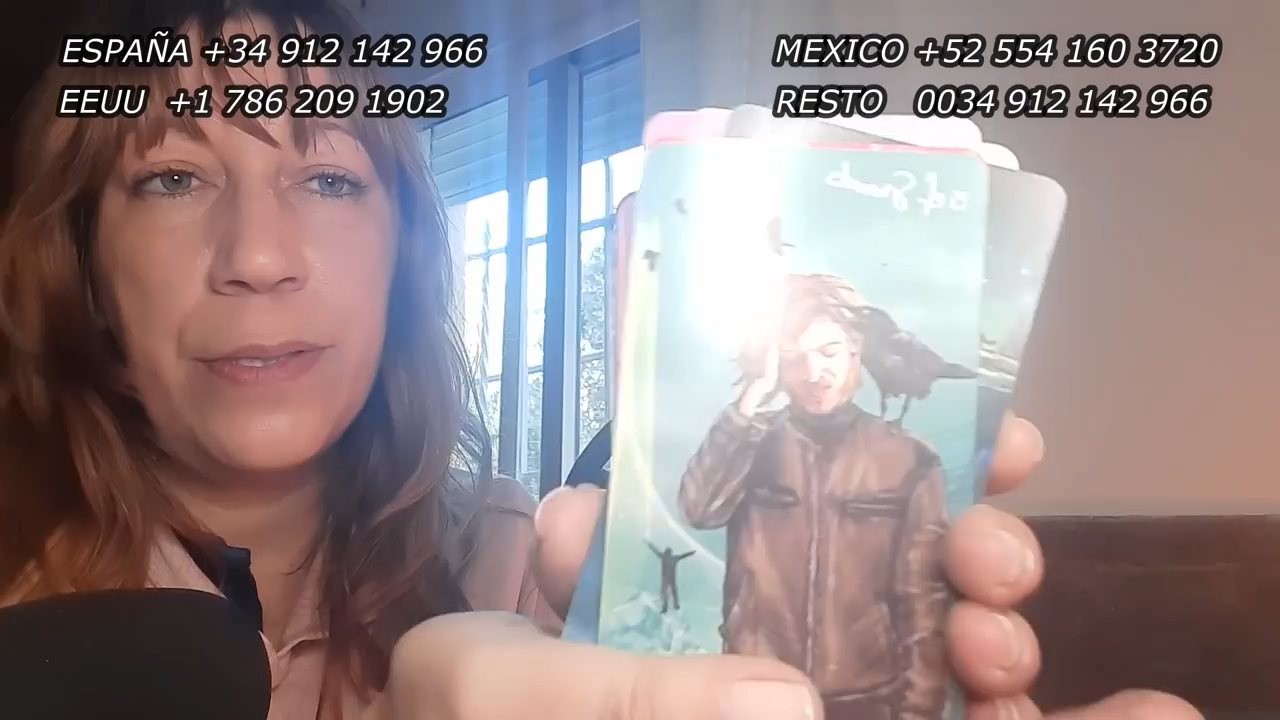 ESPAÑA +34 912 142 966
EEUU +1 786 209 1902
MEXICO +52 554 160 3720
RESTO 0034 912 142 966